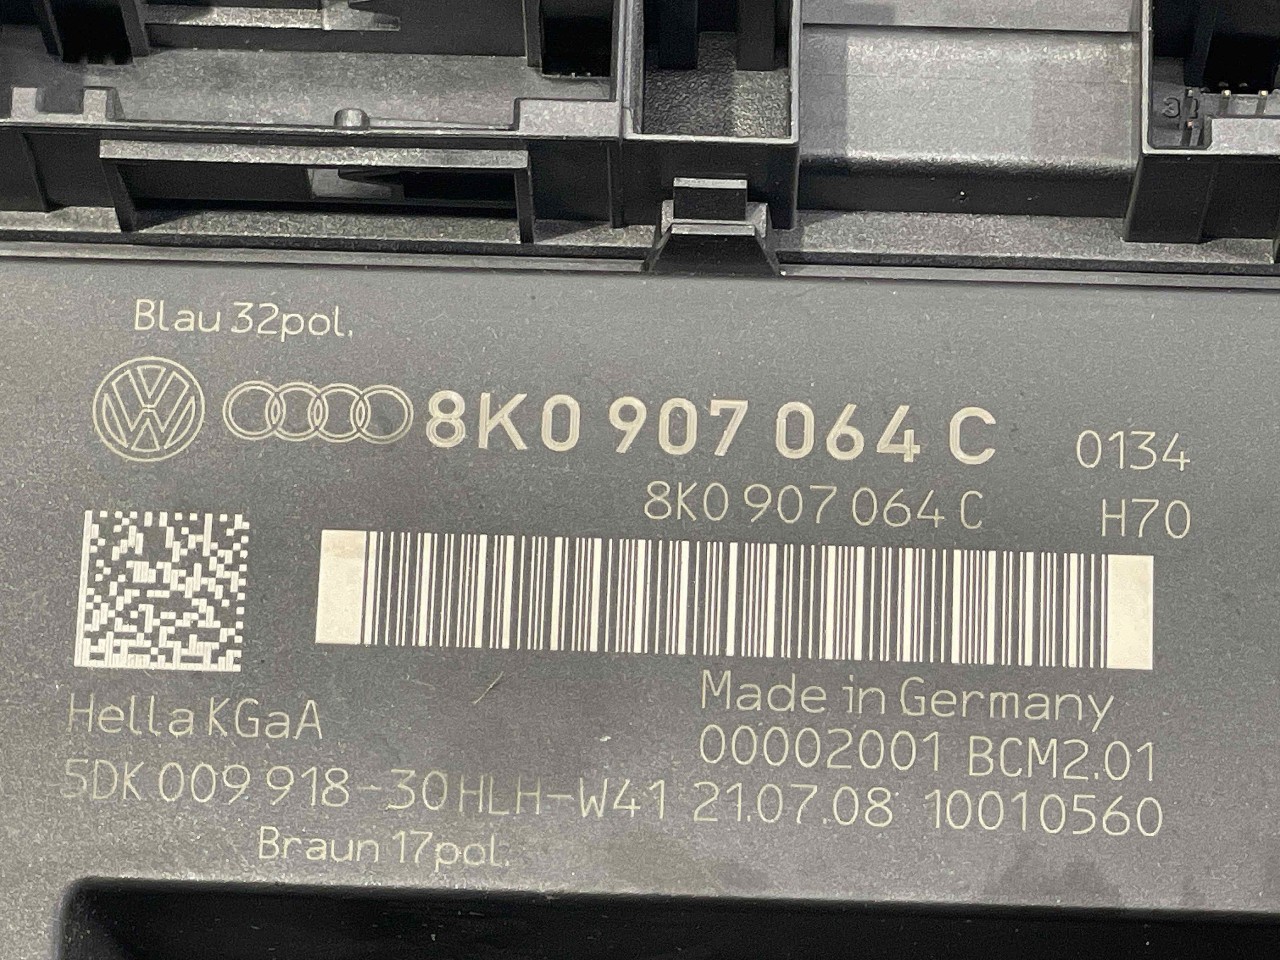 Blau 32pol.
8K0 907 064 C 0134
8K0 907 064 C H70
Hella KGaA
Made in Germany
00002001 BCM2.01
5DK 009 918-30 HLH-W41 21.07.08 10010560
Braun 17pol.